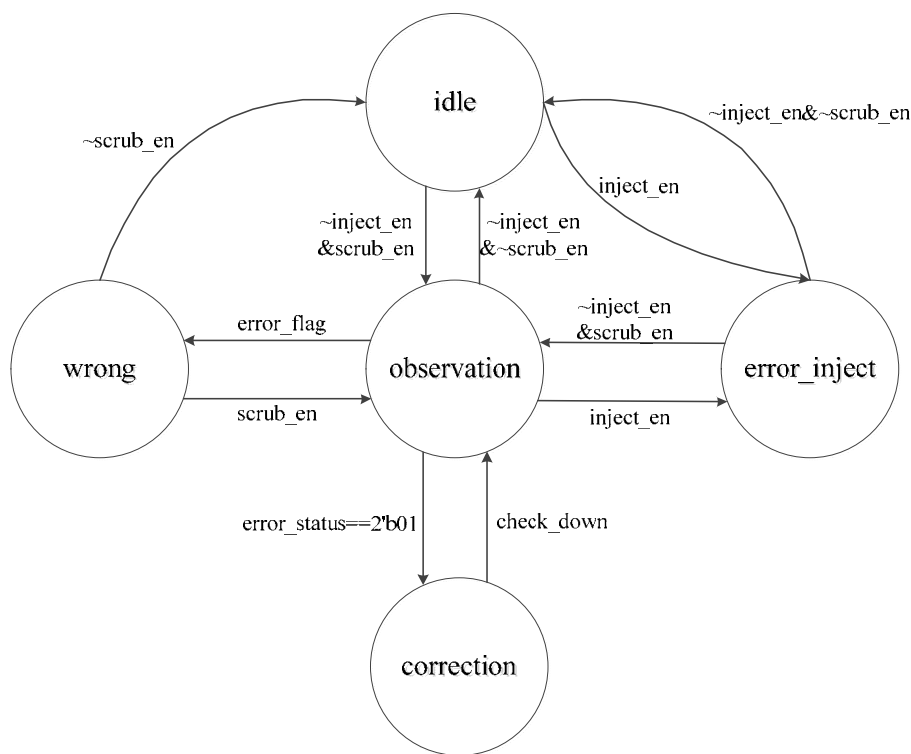 idle
~scrub_en
~inject_en&~scrub_en
inject_en
~inject_en
&scrub_en
~inject_en
&~scrub_en
~inject_en
&scrub_en
error_flag
wrong
observation
error_inject
scrub_en
inject_en
error_status==2'b01
check_down
correction